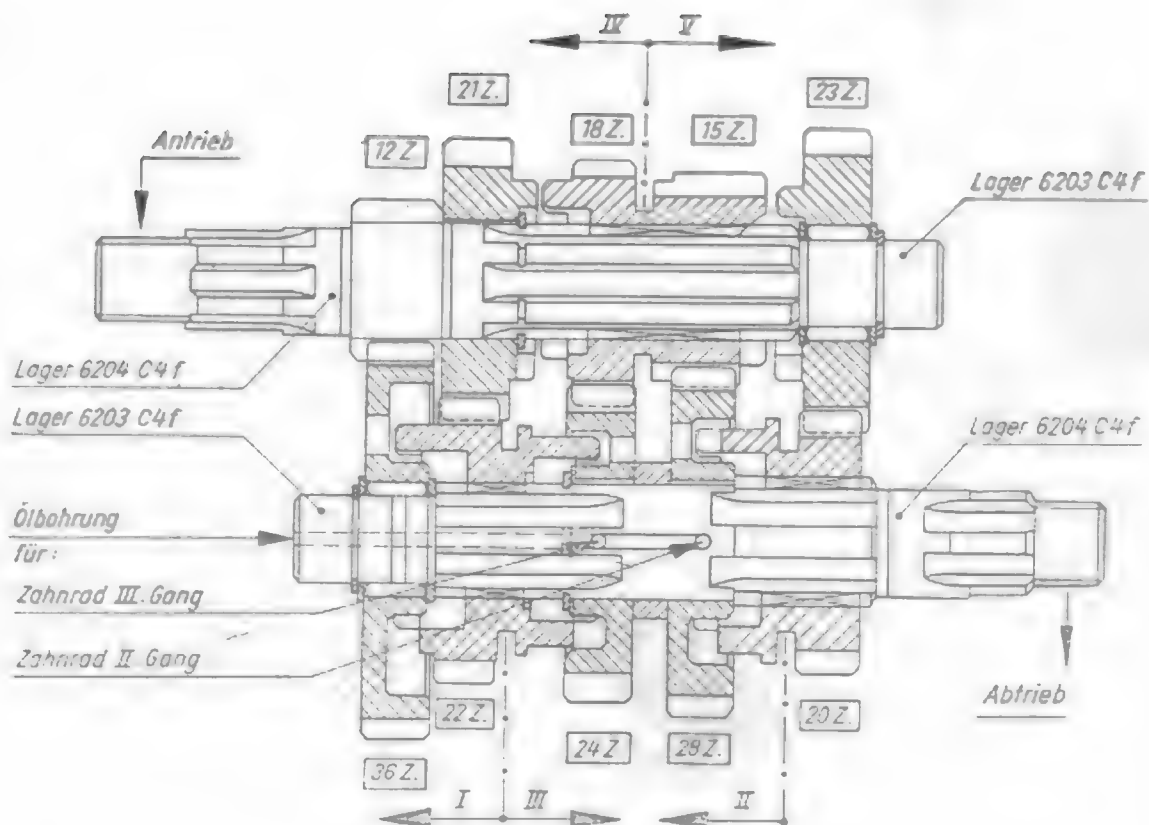 IV V
21 Z.
23 Z.
18 Z.
15 Z.
12 Z
Antrieb
Lager 6203 C4f
Lager 6204 C4f
Lager 6203 C4f
Lager 6204 C4f
Ölbohrung
für:
Zahnrad III. Gang
Zahnrad II Gang
Abtrieb
22 Z.
20 Z.
24 Z
28 Z.
36 Z.
I III
II